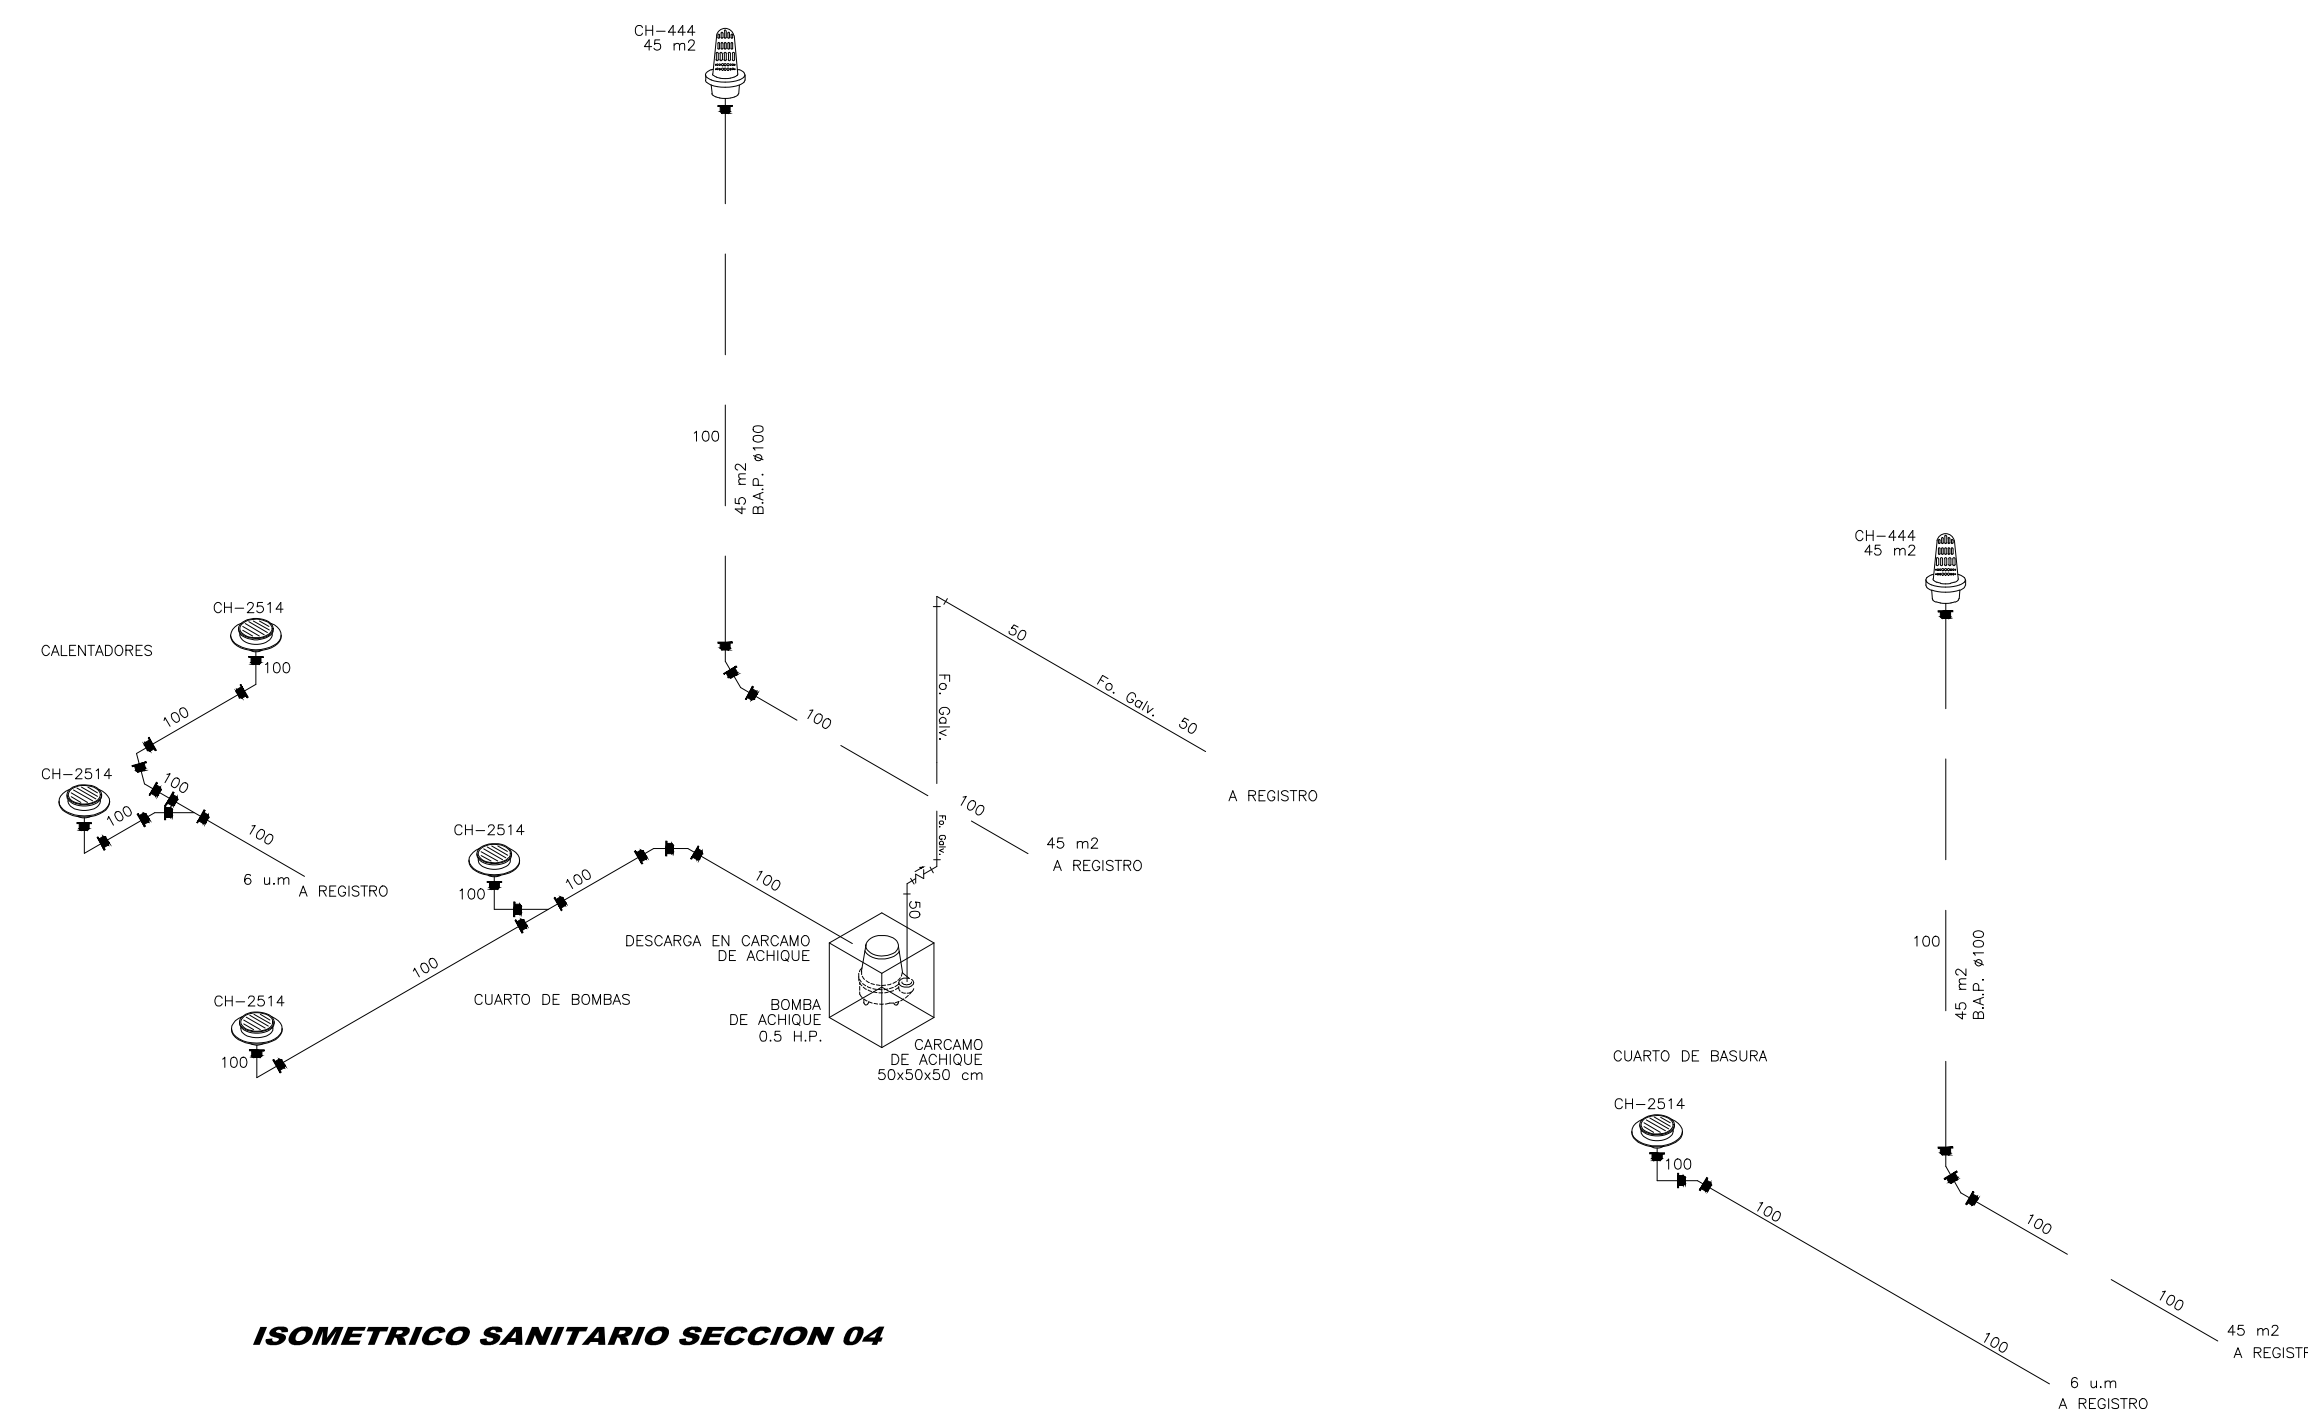 CH-444
45 m2
100
45 m2
B.A.P. ø100
CH-2514
CALENTADORES
100
100
CH-2514
100
100
100
6 u.m
A REGISTRO
100
50
Fo. Galv.
50
A REGISTRO
Fo. Galv.
100
Fo. Galv.
45 m2
A REGISTRO
CH-2514
100
100
100
50
100
CH-2514
100
CUARTO DE BOMBAS
DESCARGA EN CARCAMO
DE ACHIQUE
BOMBA
DE ACHIQUE
0.5 H.P.
CARCAMO
DE ACHIQUE
50x50x50 cm
CH-444
45 m2
100
45 m2
B.A.P. ø100
CUARTO DE BASURA
CH-2514
100
100
100
100
100
45 m2
A REGISTR
6 u.m
A REGISTRO
ISOMETRICO SANITARIO SECCION 04